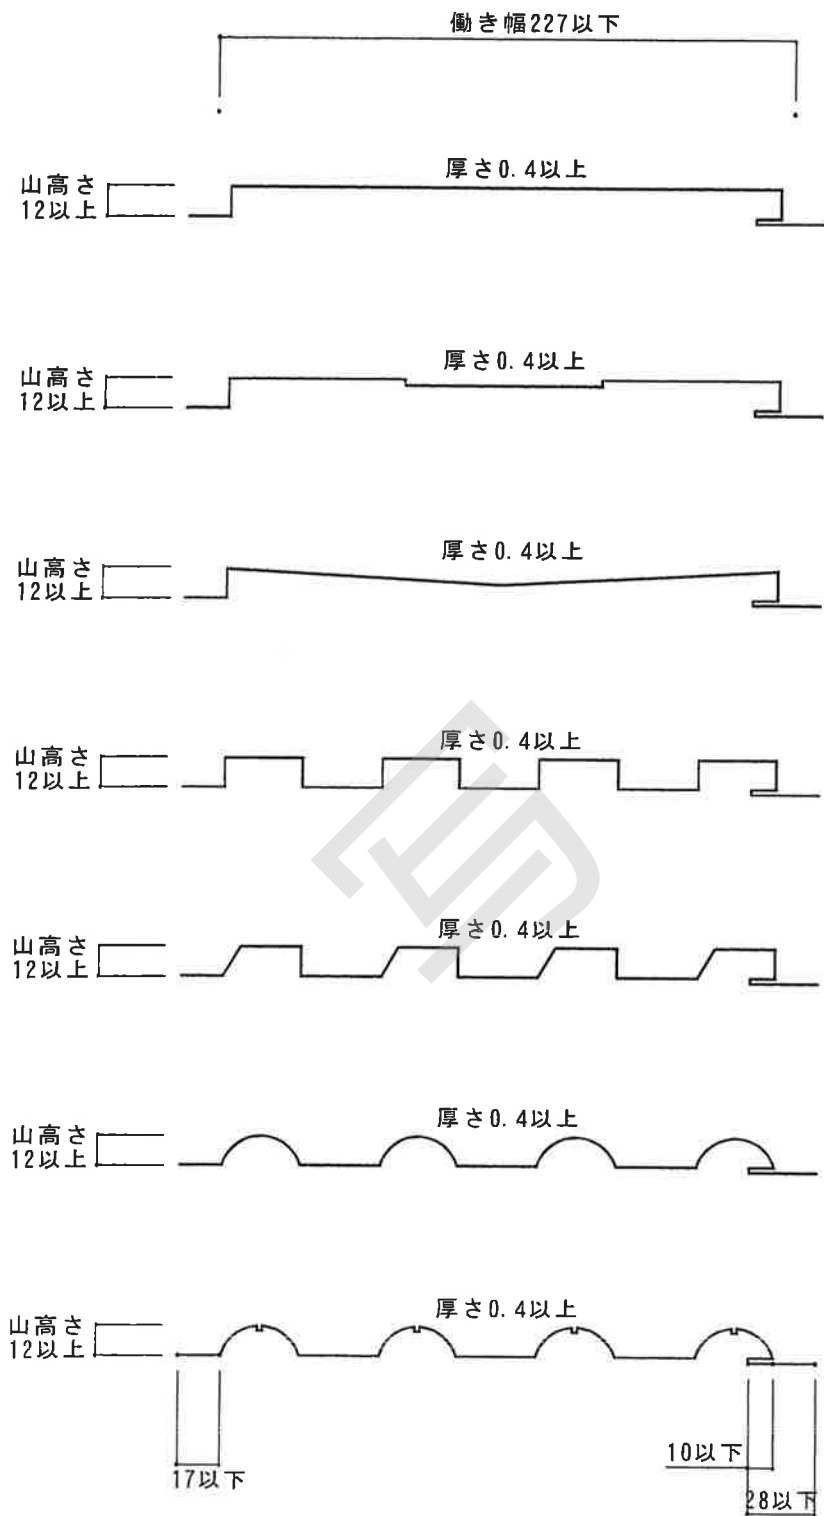 働き幅227以下
厚さ0.4以上
山高さ
12以上
厚さ0.4以上
山高さ
12以上
厚さ0.4以上
山高さ
12以上
厚さ0.4以上
山高さ
12以上
写
厚さ0.4以上
山高さ
12以上
厚さ0.4以上
山高さ
12以上
厚さ0.4以上
山高さ
12以上
10以下
17以下
28以下